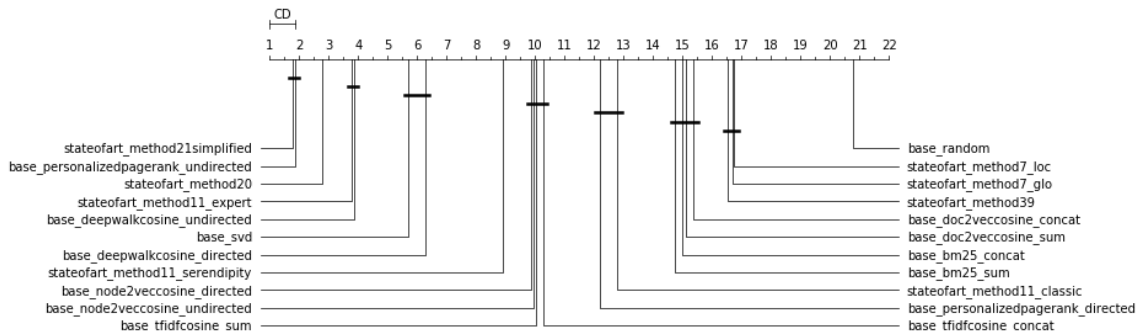 CD
1 2 3 4 5 6 7 8 9 10 11 12 13 14 15 16 17 18 19 20 21 22
stateofart_method21simplified
base_personalizedpagerank_undirected
stateofart_method20
stateofart_method11_expert
base_deepwalkcosine_undirected
base_svd
base_deepwalkcosine_directed
stateofart_method11_serendipity
base_node2veccosine_directed
base_node2veccosine_undirected
base_tfidfcosine_sum
base_random
stateofart_method7_loc
stateofart_method7_glo
stateofart_method39
base_doc2veccosine_concat
base_doc2veccosine_sum
base_bm25_concat
base_bm25_sum
stateofart_method11_classic
base_personalizedpagerank_directed
base_tfidfcosine_concat